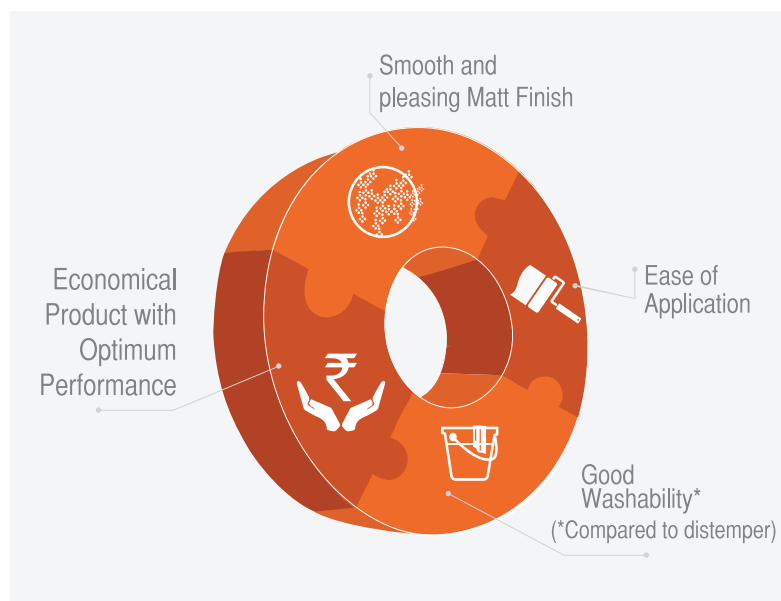 Smooth and
pleasing Matt Finish
Ease of
Application
Economical
Product with
Optimum
Performance
₹
Good
Washability*
(*Compared to distemper)